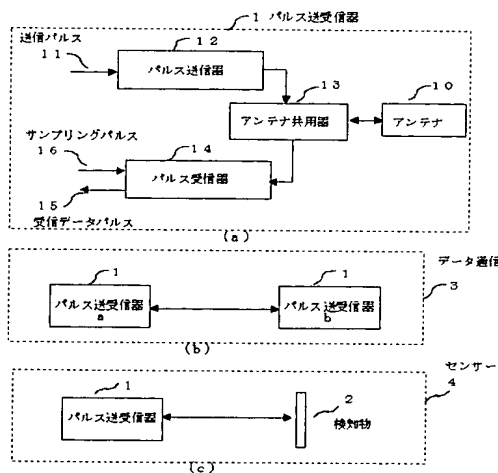 1 パルス送受信器
送信パルス
11
12
パルス送信器
13
アンテナ共用器
10
アンテナ
サンプリングパルス
16
14
パルス受信器
15
受信データパルス
(a)
データ通信
3
1
パルス送受信器
a
1
パルス送受信器
b
(b)
センサー
4
1
パルス送受信器
2
検知物
(c)